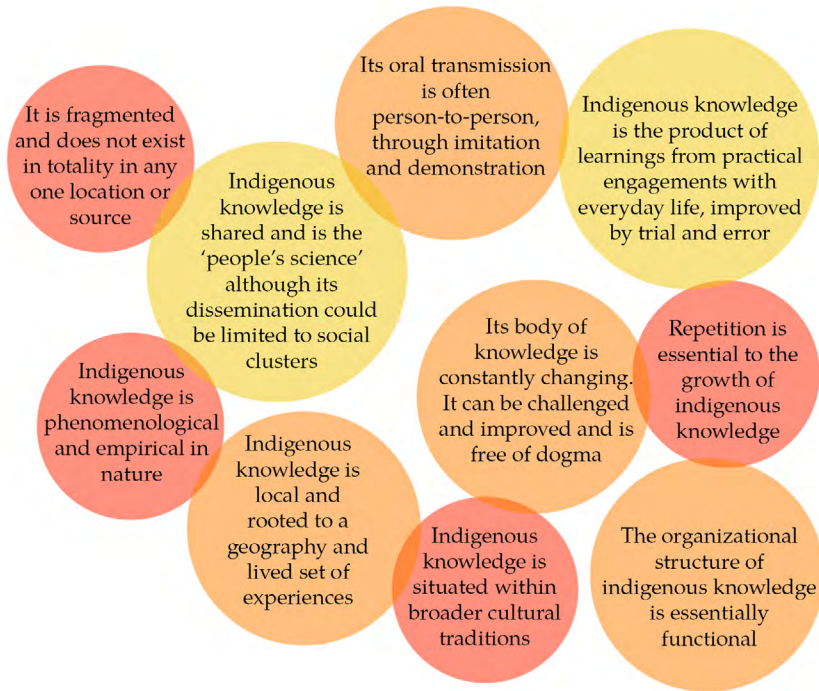 It is fragmented
and does not exist
in totality in any
one location or
source
Its oral transmission
is often
person-to-person,
through imitation
and demonstration
Indigenous knowledge
is the product of
learnings from practical
engagements with
everyday life, improved
by trial and error
Indigenous
knowledge is
shared and is the
‘people’s science’
although its
dissemination could
be limited to social
clusters
Its body of
knowledge is
constantly changing.
It can be challenged
and improved and is
free of dogma
Repetition is
essential to the
growth of
indigenous
knowledge
Indigenous
knowledge is
phenomenological
and empirical in
nature
Indigenous
knowledge is
local and
rooted to a
geography and
lived set of
experiences
Indigenous
knowledge is
situated within
broader cultural
traditions
The organizational
structure of
indigenous knowledge
is essentially
functional